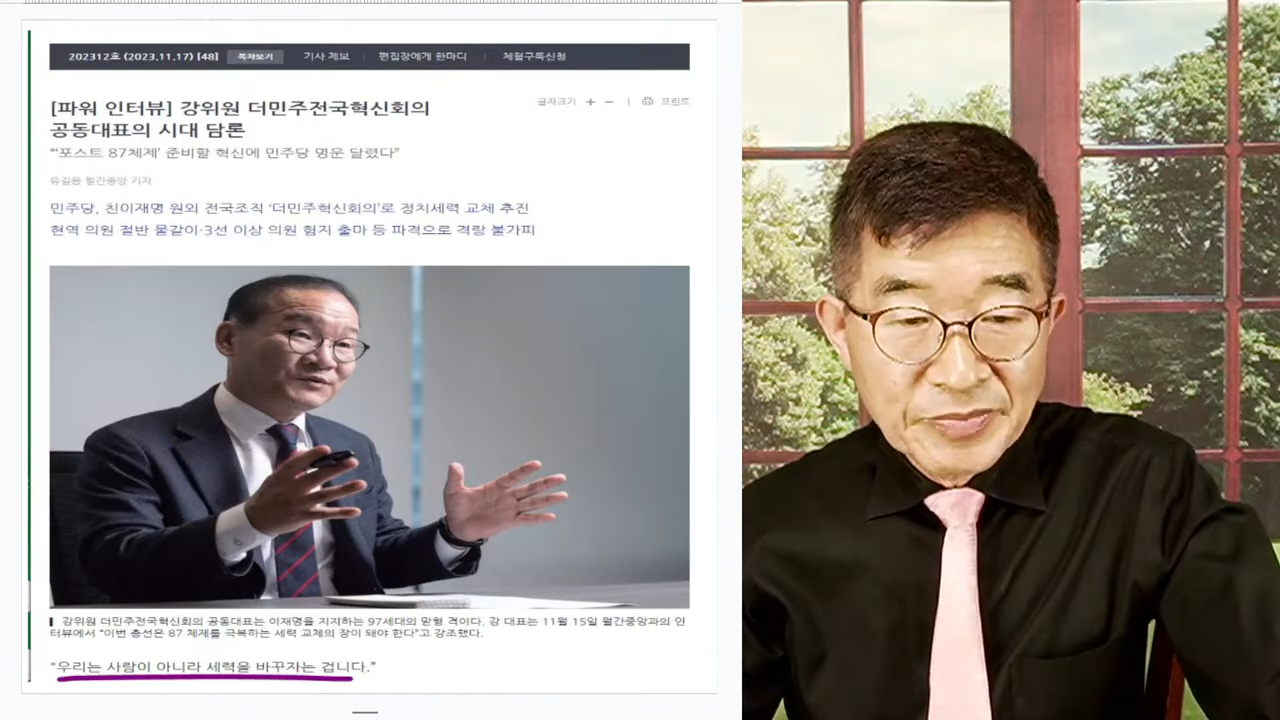 202312호 (2023.11.17) [48] 목차보기 기사 제보 편집장에게 한마디 체험구독신청
[파워 인터뷰] 강위원 더민주전국혁신회의
공동대표의 시대 담론
글자크기 + − 프린트
“‘포스트 87체제’ 준비할 혁신에 민주당 명운 달렸다”
유길용 월간중앙 기자
민주당, 친이재명 원외 전국조직 ‘더민주혁신회의’로 정치세력 교체 추진
현역 의원 절반 물갈이·3선 이상 의원 험지 출마 등 파격으로 격랑 불가피
강위원 더민주전국혁신회의 공동대표는 이재명을 지지하는 97세대의 맏형 격이다. 강 대표는 11월 15일 월간중앙과의 인
터뷰에서 “이번 총선은 87 체제를 극복하는 세력 교체의 장이 돼야 한다”고 강조했다.
“우리는 사람이 아니라 세력을 바꾸자는 겁니다.”